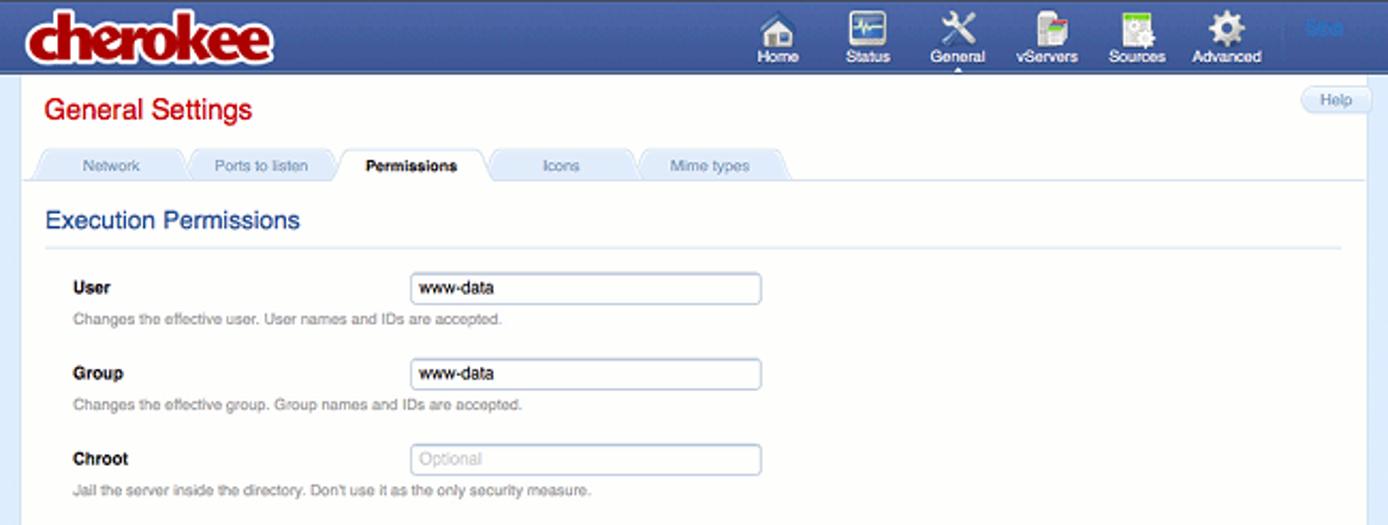 cherokee
Home Status General vServers Sources Advanced
Help
General Settings
Network Ports to listen Permissions Icons Mime types
Execution Permissions
User www-data
Changes the effective user. User names and IDs are accepted.
Group www-data
Changes the effective group. Group names and IDs are accepted.
Chroot Optional
Jail the server inside the directory. Don't use it as the only security measure.